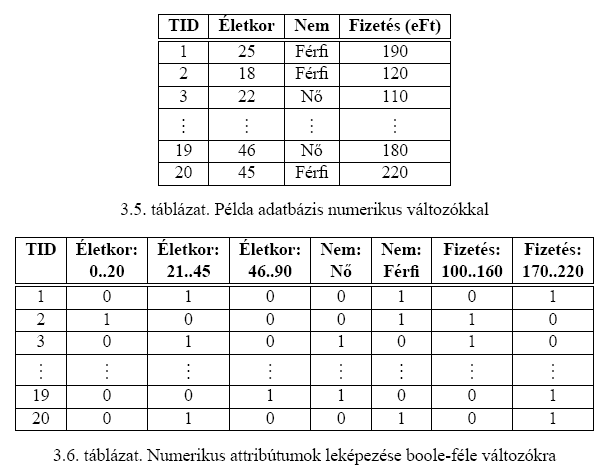 TID Életkor Nem Fizetés (eFt)
1 25 Férfi 190
2 18 Férfi 120
3 22 Nő 110
⋮ ⋮ ⋮ ⋮
19 46 Nő 180
20 45 Férfi 220
3.5. táblázat. Példa adatbázis numerikus változókkal
TID Életkor: Életkor: Életkor: Nem: Nem: Fizetés: Fizetés:
0..20 21..45 46..90 Nő Férfi 100..160 170..220
1 0 1 0 0 1 0 1
2 1 0 0 0 1 1 0
3 0 1 0 1 0 1 0
⋮ ⋮ ⋮ ⋮ ⋮ ⋮ ⋮ ⋮
19 0 0 1 1 0 0 1
20 0 1 0 0 1 0 1
3.6. táblázat. Numerikus attribútumok leképezése boole-féle változókra